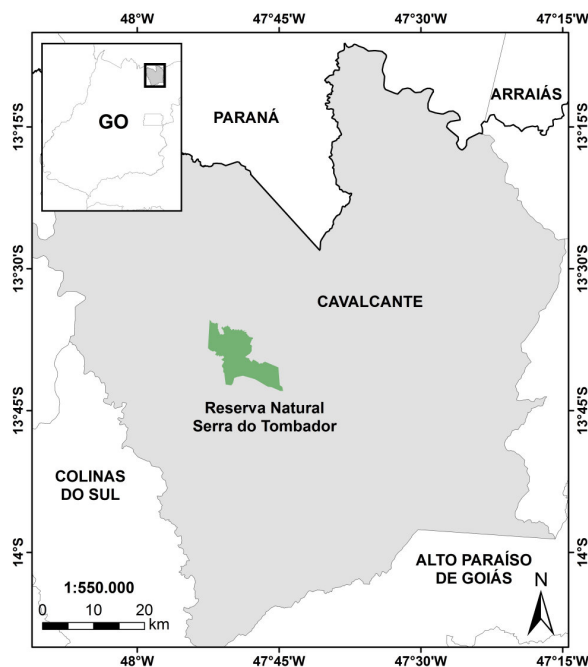 48°W 47°45'W 47°30'W 47°15'W
GO
PARANÁ
ARRAIÁS
13°15'S 13°15'S
13°30'S 13°30'S
CAVALCANTE
Reserva Natural
Serra do Tombador
13°45'S 13°45'S
COLINAS
DO SUL
14°S 14°S
ALTO PARAÍSO
DE GOIÁS
N
1:550.000
0 5 10 20
km
48°W 47°45'W 47°30'W 47°15'W